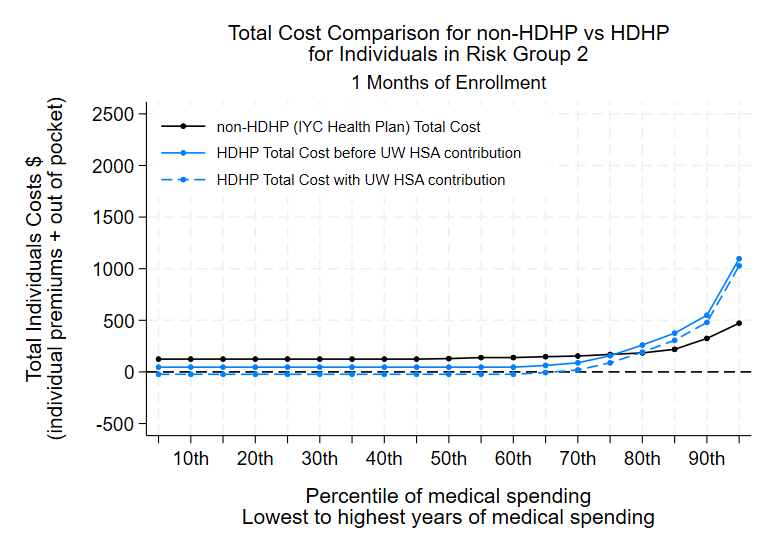 Total Cost Comparison for non-HDHP vs HDHP
for Individuals in Risk Group 2
1 Months of Enrollment
Total Individuals Costs $
(individual premiums + out of pocket)
2500
2000
1500
1000
500
0
-500
non-HDHP (IYC Health Plan) Total Cost
HDHP Total Cost before UW HSA contribution
HDHP Total Cost with UW HSA contribution
10th 20th 30th 40th 50th 60th 70th 80th 90th
Percentile of medical spending
Lowest to highest years of medical spending